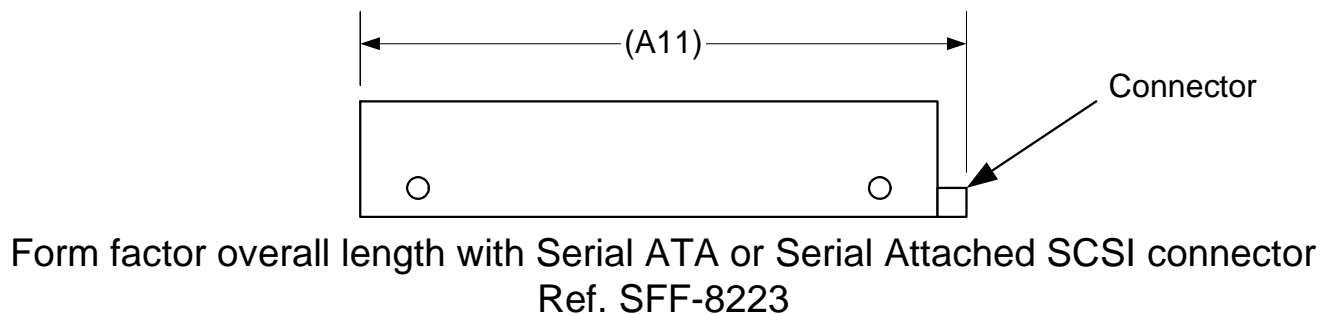 (A11)
Connector
Form factor overall length with Serial ATA or Serial Attached SCSI connector
Ref. SFF-8223